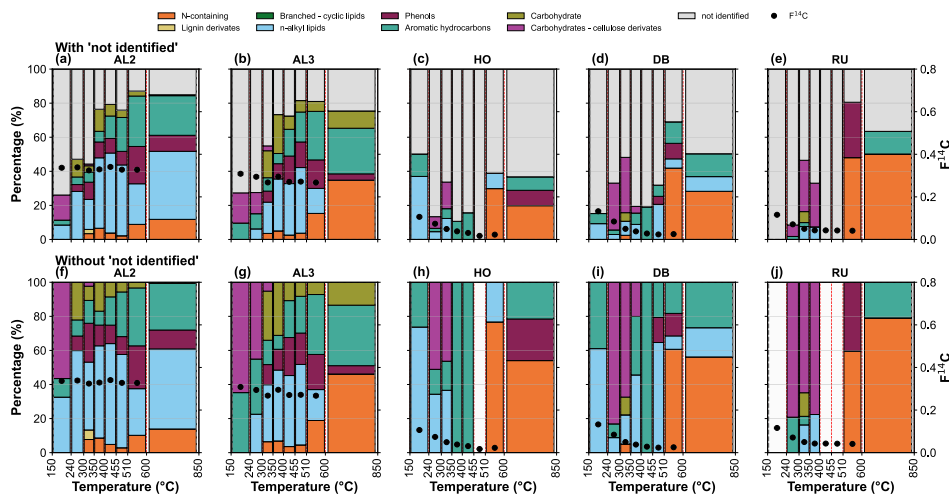 N-containing
Branched - cyclic lipids
Phenols
Carbohydrate
not identified
F¹⁴C
Lignin derivates
n-alkyl lipids
Aromatic hydrocarbons
Carbohydrates - cellulose derivates
With 'not identified'
(a) AL2
(b) AL3
(c) HO
(d) DB
(e) RU
100
80
60
40
20
0
Percentage (%)
0.8
0.6
0.4
0.2
0.0
F¹⁴C
Without 'not identified'
(f) AL2
(g) AL3
(h) HO
(i) DB
(j) RU
100
80
60
40
20
0
Percentage (%)
0.8
0.6
0.4
0.2
0.0
F¹⁴C
150 240 300 350 400 455 510 600 850
150 240 300 350 400 455 510 600 850
150 240 300 350 400 455 510 600 850
150 240 300 350 400 455 510 600 850
150 240 300 350 400 455 510 600 850
Temperature (°C)
Temperature (°C)
Temperature (°C)
Temperature (°C)
Temperature (°C)